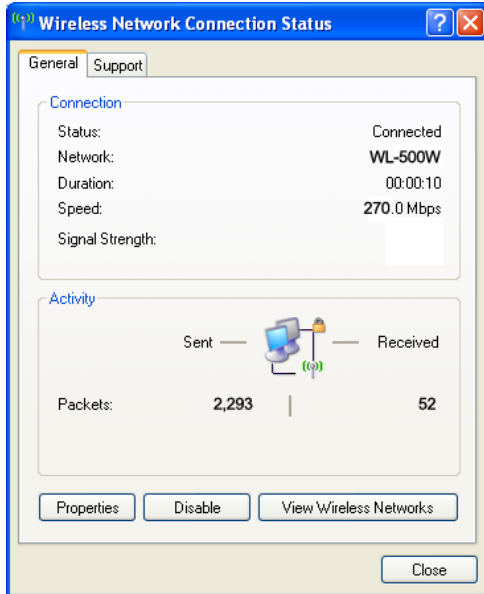 Wireless Network Connection Status
General Support
Connection
Status: Connected
Network: WL-500W
Duration: 00:00:10
Speed: 270.0 Mbps
Signal Strength:
Activity
Sent Received
Packets: 2,293 52
Properties Disable View Wireless Networks
Close